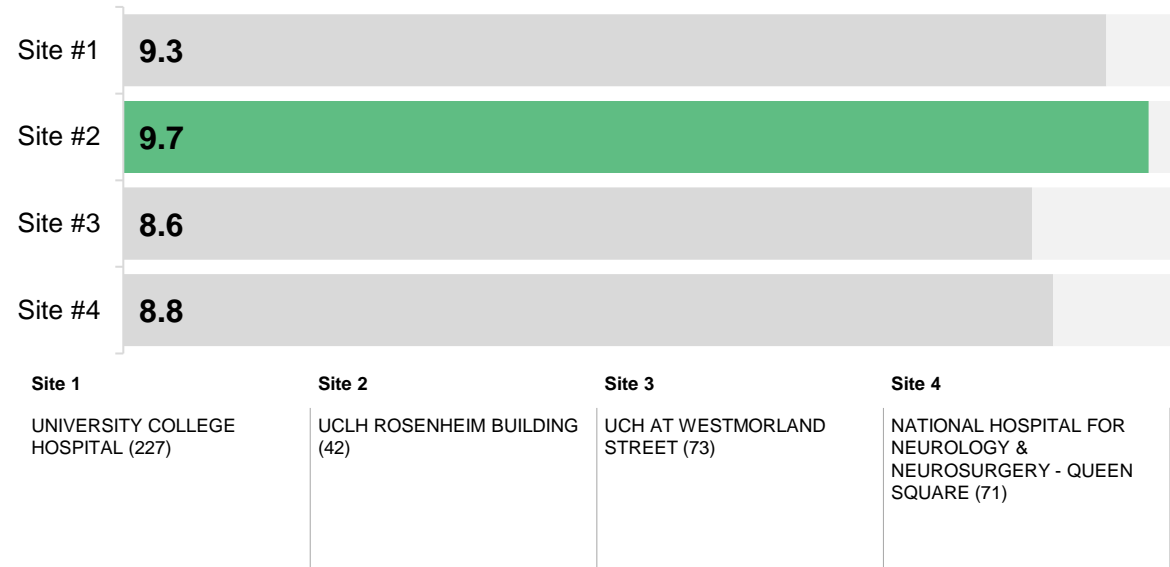 Site #1 9.3
Site #2 9.7
Site #3 8.6
Site #4 8.8
Site 1
UNIVERSITY COLLEGE
HOSPITAL (227)
Site 2
UCLH ROSENHEIM BUILDING
(42)
Site 3
UCH AT WESTMORLAND
STREET (73)
Site 4
NATIONAL HOSPITAL FOR
NEUROLOGY &
NEUROSURGERY - QUEEN
SQUARE (71)